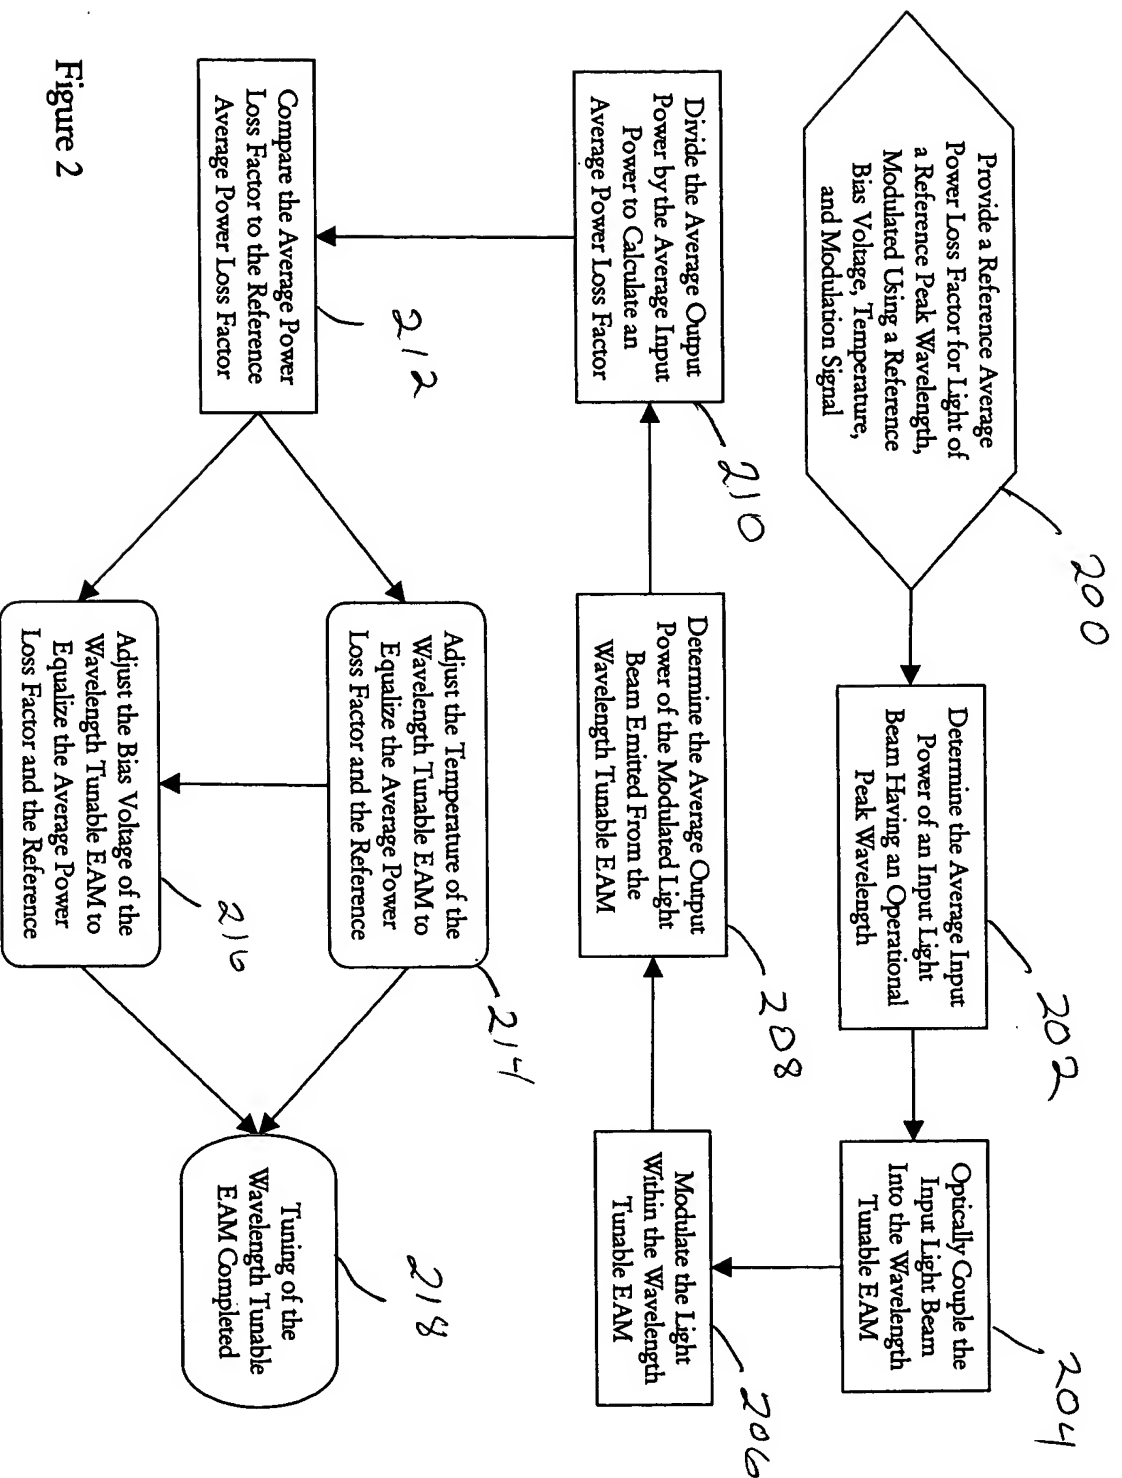 Provide a Reference Average
Power Loss Factor for Light of
a Reference Peak Wavelength,
Modulated Using a Reference
Bias Voltage, Temperature,
and Modulation Signal
200
Determine the Average Input
Power of an Input Light
Beam Having an Operational
Peak Wavelength
202
Optically Couple the
Input Light Beam
Into the Wavelength
Tunable EAM
204
Modulate the Light
Within the Wavelength
Tunable EAM
206
Determine the Average Output
Power of the Modulated Light
Beam Emitted From the
Wavelength Tunable EAM
208
Divide the Average Output
Power by the Average Input
Power to Calculate an
Average Power Loss Factor
210
Compare the Average Power
Loss Factor to the Reference
Average Power Loss Factor
212
Adjust the Temperature of the
Wavelength Tunable EAM to
Equalize the Average Power
Loss Factor and the Reference
214
Adjust the Bias Voltage of the
Wavelength Tunable EAM to
Equalize the Average Power
Loss Factor and the Reference
216
Tuning of the
Wavelength Tunable
EAM Completed
218
Figure 2